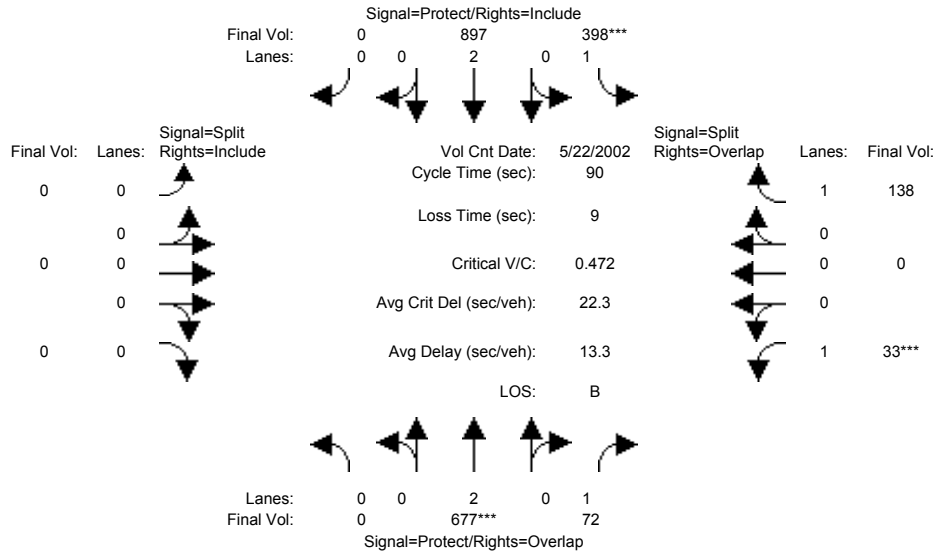 Signal=Protect/Rights=Include
Final Vol: 0 897 398***
Lanes: 0 0 2 0 1
Signal=Split Signal=Split
Final Vol: Lanes: Rights=Include Vol Cnt Date: 5/22/2002 Rights=Overlap Lanes: Final Vol:
Cycle Time (sec): 90
0 0 1 138
Loss Time (sec): 9
0 0
0 0 Critical V/C: 0.472 0 0
0 Avg Crit Del (sec/veh): 22.3 0
0 0 Avg Delay (sec/veh): 13.3 1 33***
LOS: B
Lanes: 0 0 2 0 1
Final Vol: 0 677*** 72
Signal=Protect/Rights=Overlap